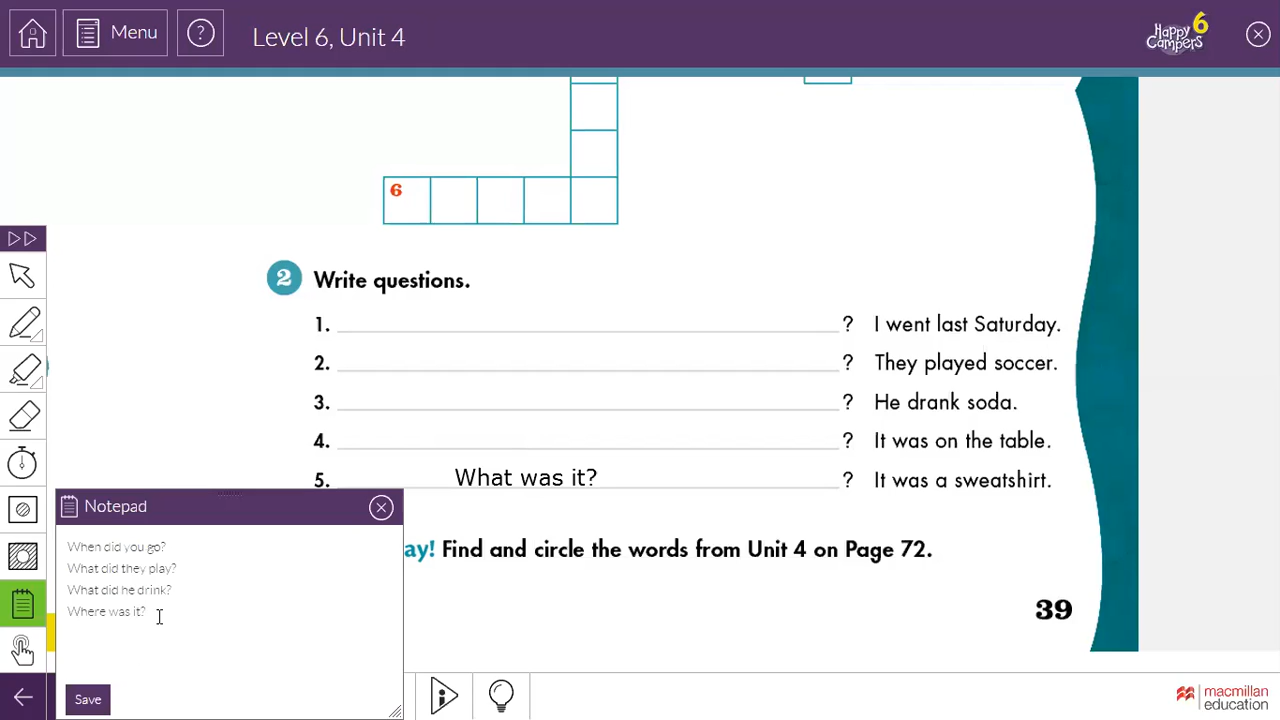 Menu
?
Level 6, Unit 4
Happy Campers 6
6
2 Write questions.
1. ? I went last Saturday.
2. ? They played soccer.
3. ? He drank soda.
4. ? It was on the table.
5. What was it? ? It was a sweatshirt.
Notepad
When did you go?
What did they play?
What did he drink?
Where was it?
Save
ay! Find and circle the words from Unit 4 on Page 72.
39
macmillan
education